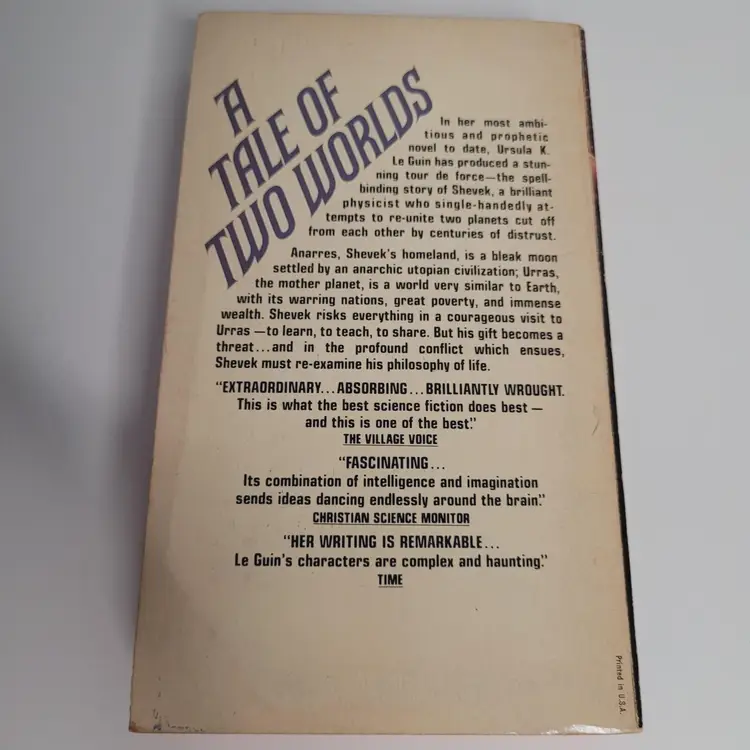 A
TALE OF
TWO WORLDS
In her most ambi-
tious and prophetic
novel to date, Ursula K.
Le Guin has produced a stun-
ning tour de force—the spell-
binding story of Shevek, a brilliant
physicist who single-handedly at-
tempts to re-unite two planets cut off
from each other by centuries of distrust.
Anarres, Shevek's homeland, is a bleak moon
settled by an anarchic utopian civilization; Urras,
the mother planet, is a world very similar to Earth,
with its warring nations, great poverty, and immense
wealth. Shevek risks everything in a courageous visit to
Urras —to learn, to teach, to share. But his gift becomes a
threat...and in the profound conflict which ensues,
Shevek must re-examine his philosophy of life.
"EXTRAORDINARY...ABSORBING...BRILLIANTLY WROUGHT.
This is what the best science fiction does best —
and this is one of the best."
THE VILLAGE VOICE
"FASCINATING...
Its combination of intelligence and imagination
sends ideas dancing endlessly around the brain."
CHRISTIAN SCIENCE MONITOR
"HER WRITING IS REMARKABLE...
Le Guin's characters are complex and haunting."
TIME
Printed in U.S.A.